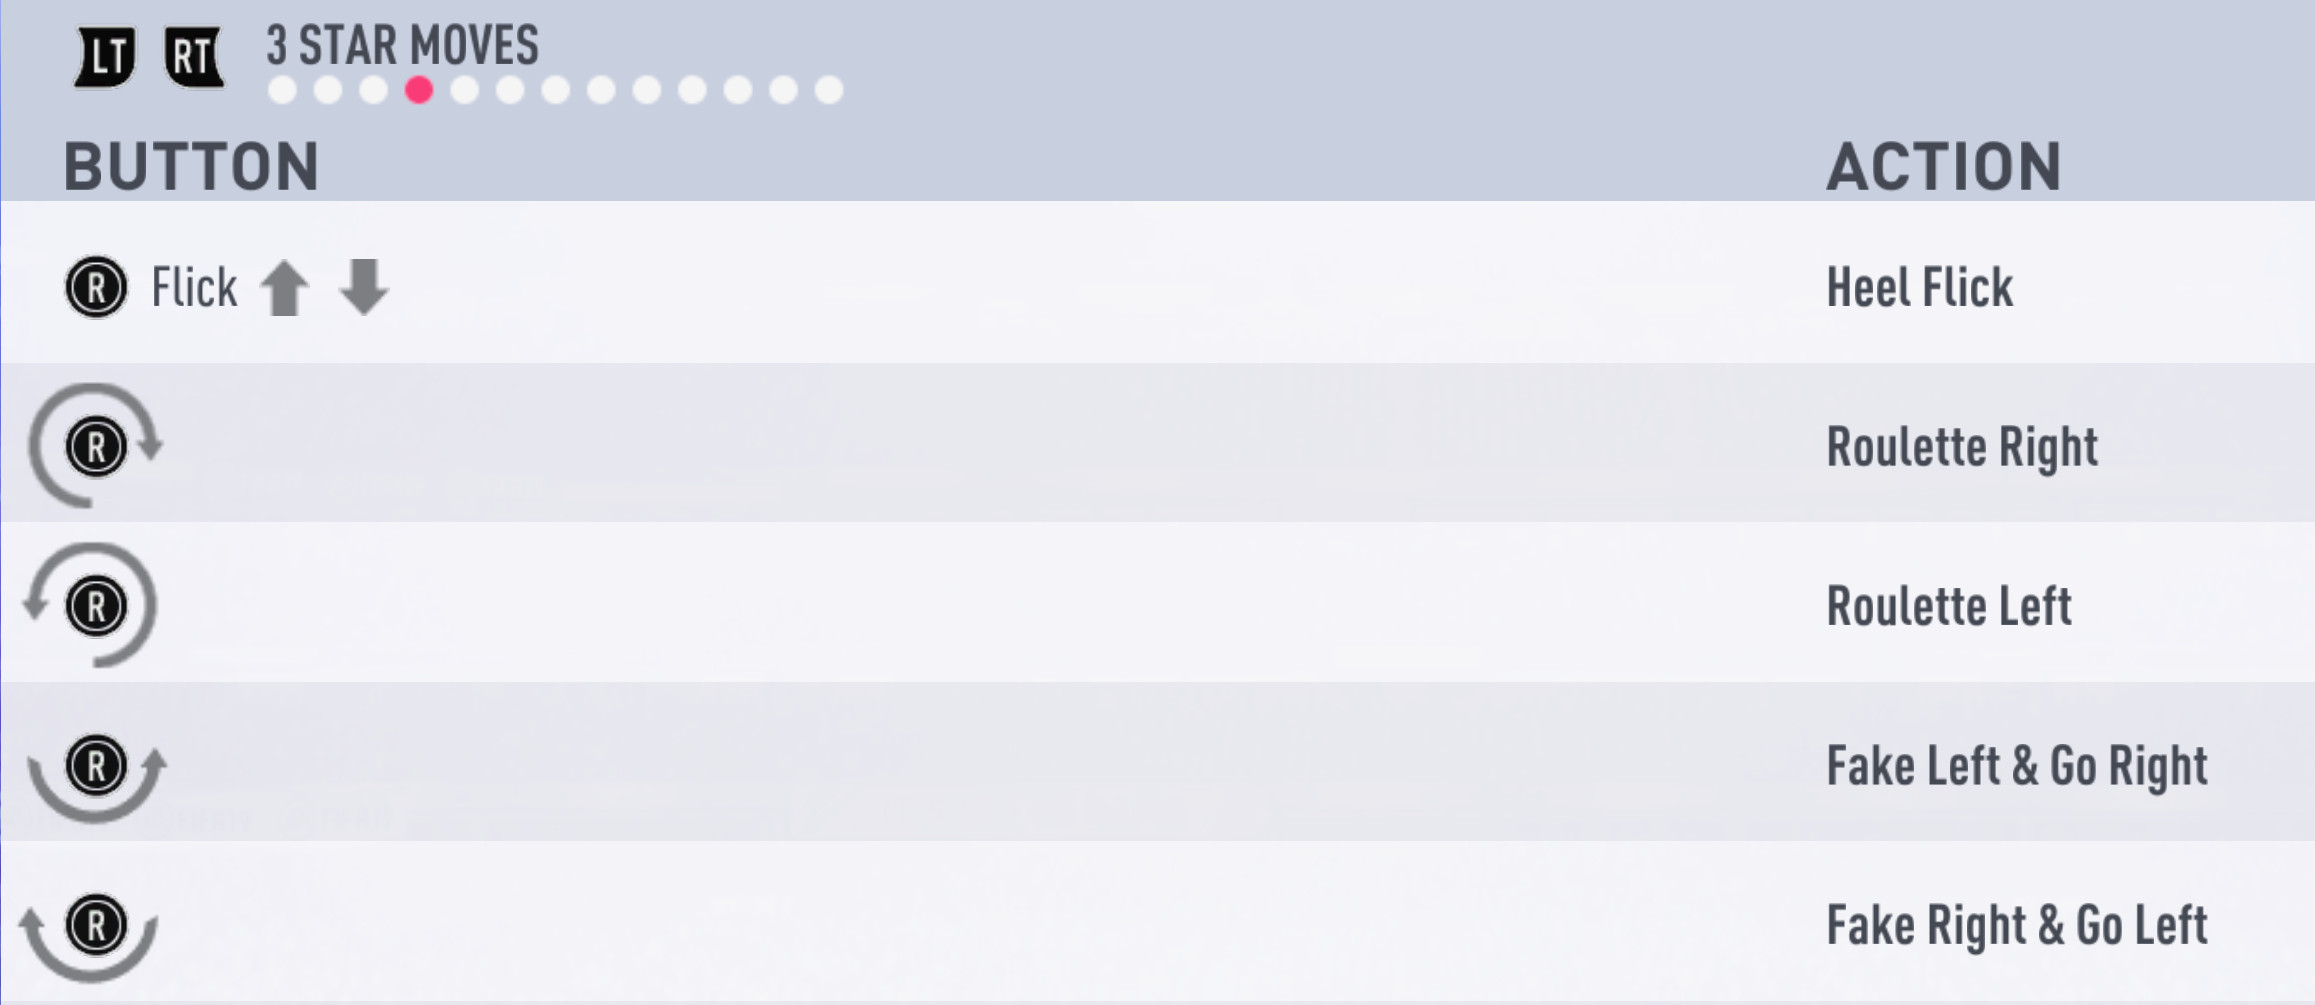 LT RT 3 STAR MOVES
BUTTON ACTION
R Flick Heel Flick
R Roulette Right
R Roulette Left
R Fake Left & Go Right
R Fake Right & Go Left